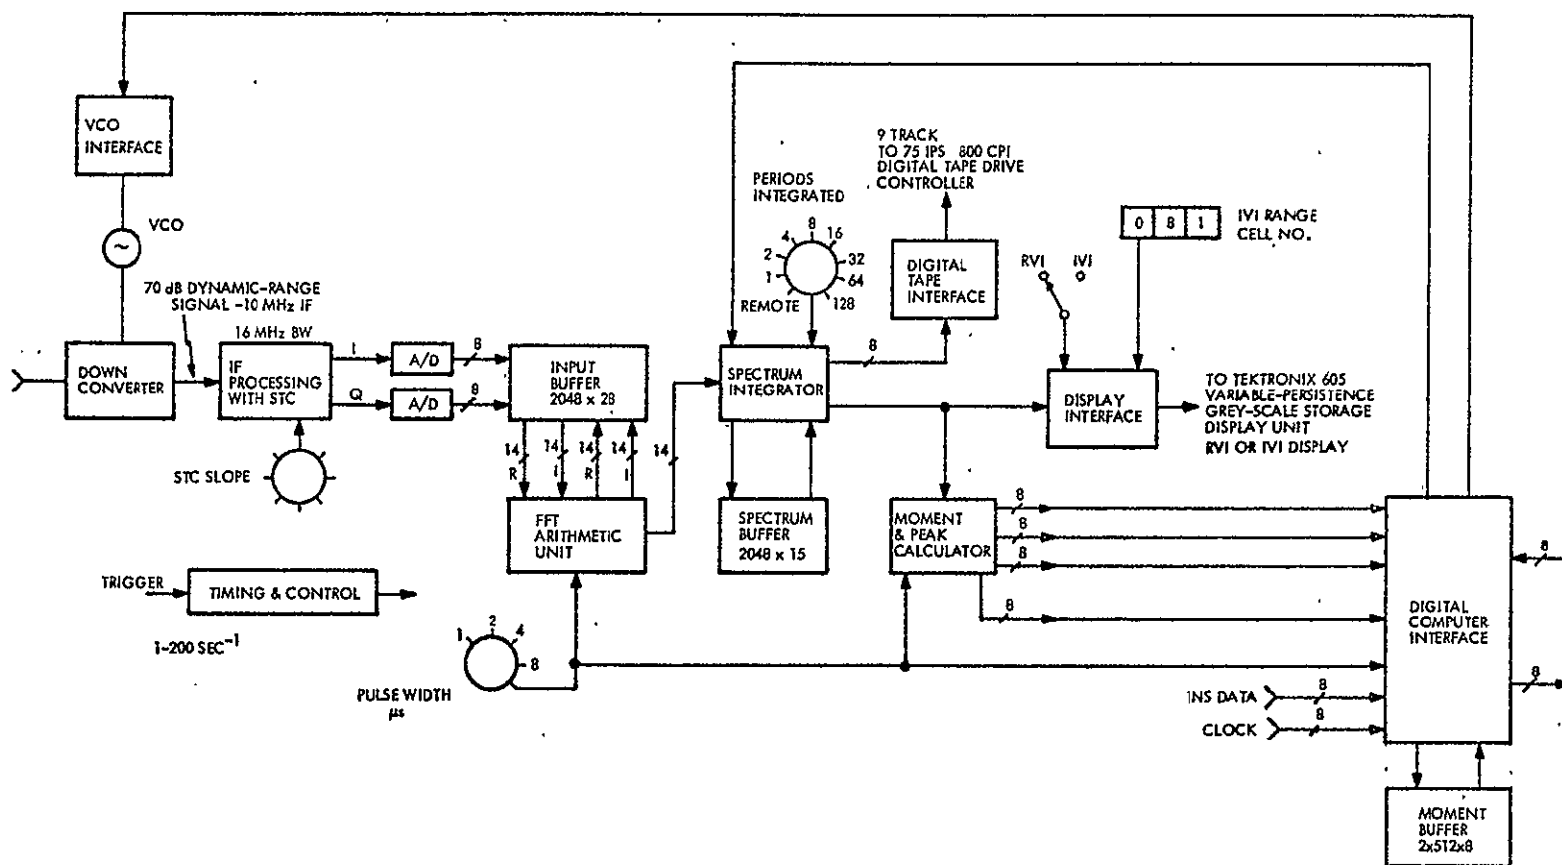 VCO
INTERFACE
VCO
70 dB DYNAMIC-RANGE
SIGNAL -10 MHz IF
16 MHz BW
DOWN
CONVERTER
IF
PROCESSING
WITH STC
I
Q
A/D
A/D
8
8
INPUT
BUFFER
2048 x 28
STC SLOPE
14
R
14
I
14
R
14
I
14
FFT
ARITHMETIC
UNIT
TRIGGER
TIMING & CONTROL
1-200 SEC⁻¹
1
2
4
8
PULSE WIDTH
μs
PERIODS
INTEGRATED
1
2
4
8
16
32
64
128
REMOTE
SPECTRUM
INTEGRATOR
SPECTRUM
BUFFER
2048 x 15
9 TRACK
TO 75 IPS 800 CPI
DIGITAL TAPE DRIVE
CONTROLLER
DIGITAL
TAPE
INTERFACE
8
RVI
IVI
0 8 1
IVI RANGE
CELL NO.
DISPLAY
INTERFACE
TO TEKTRONIX 605
VARIABLE-PERSISTENCE
GREY-SCALE STORAGE
DISPLAY UNIT
RVI OR IVI DISPLAY
MOMENT
& PEAK
CALCULATOR
8
8
8
8
INS DATA
8
CLOCK
8
DIGITAL
COMPUTER
INTERFACE
8
8
MOMENT
BUFFER
2x512x8